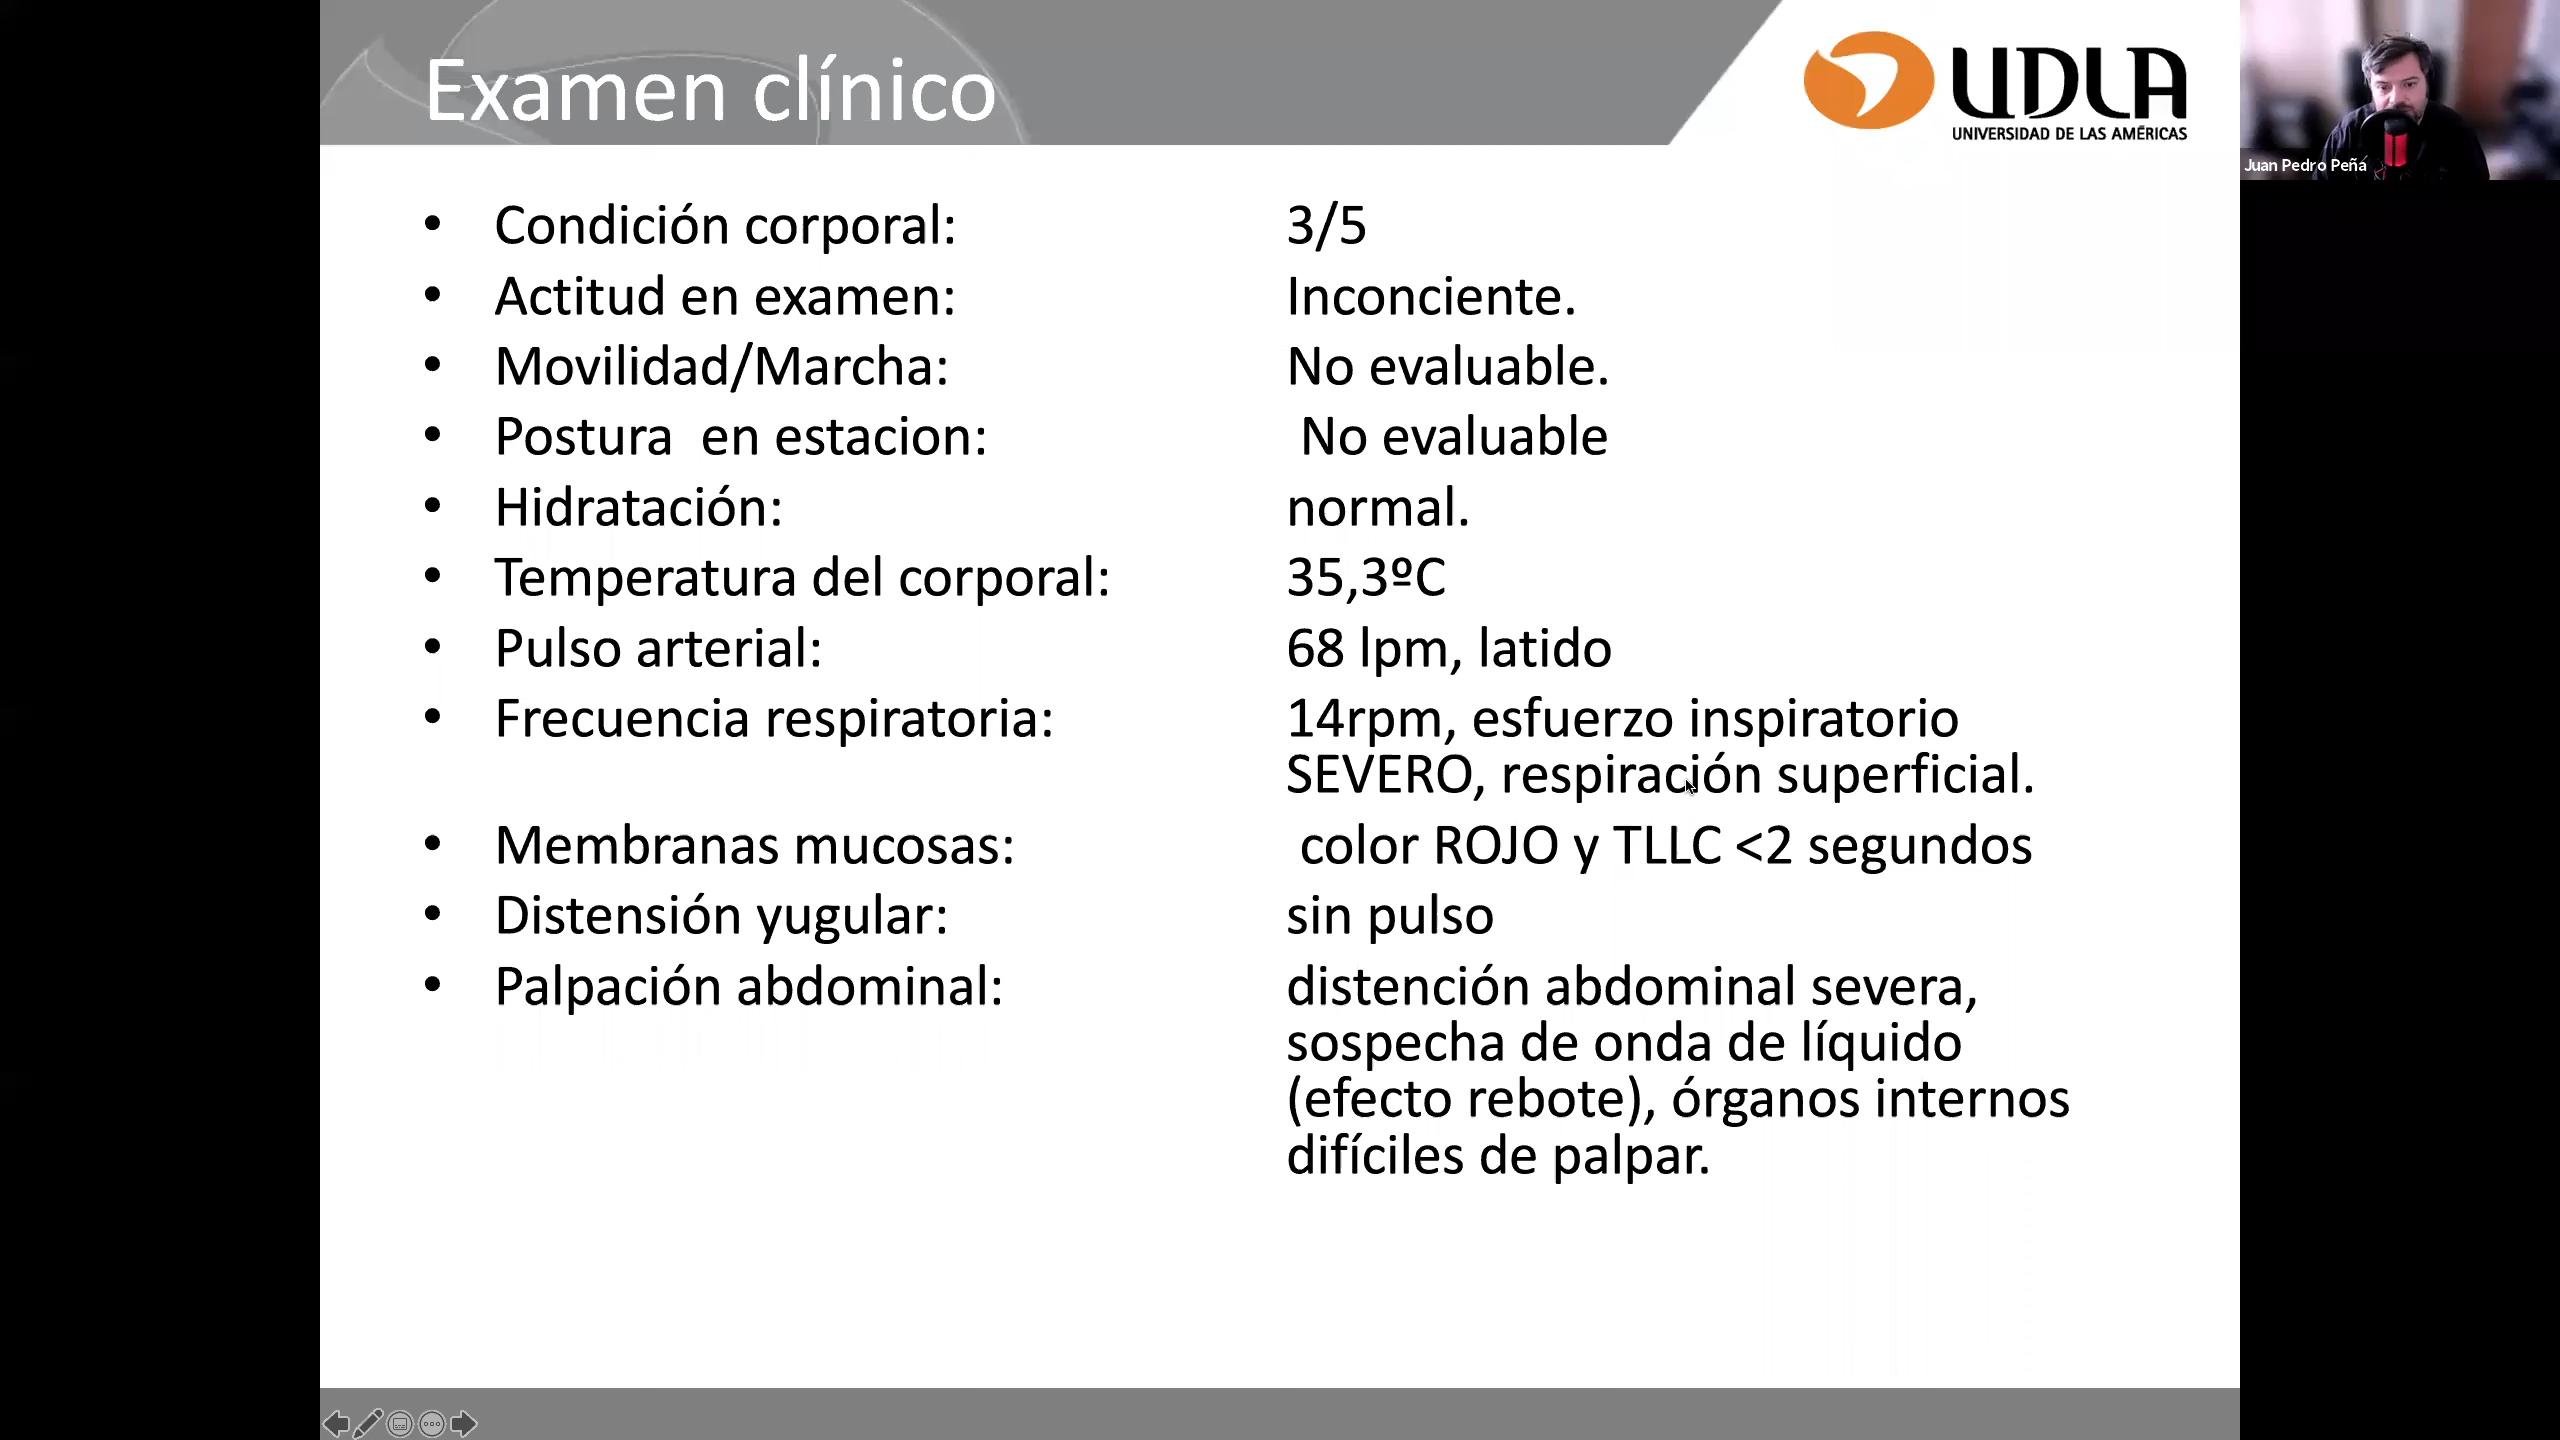 Examen clínico
UDLA
UNIVERSIDAD DE LAS AMÉRICAS
Juan Pedro Peña
• Condición corporal: 3/5
• Actitud en examen: Inconciente.
• Movilidad/Marcha: No evaluable.
• Postura en estacion: No evaluable
• Hidratación: normal.
• Temperatura del corporal: 35,3ºC
• Pulso arterial: 68 lpm, latido
• Frecuencia respiratoria: 14rpm, esfuerzo inspiratorio
SEVERO, respiración superficial.
• Membranas mucosas: color ROJO y TLLC <2 segundos
• Distensión yugular: sin pulso
• Palpación abdominal: distención abdominal severa,
sospecha de onda de líquido
(efecto rebote), órganos internos
difíciles de palpar.